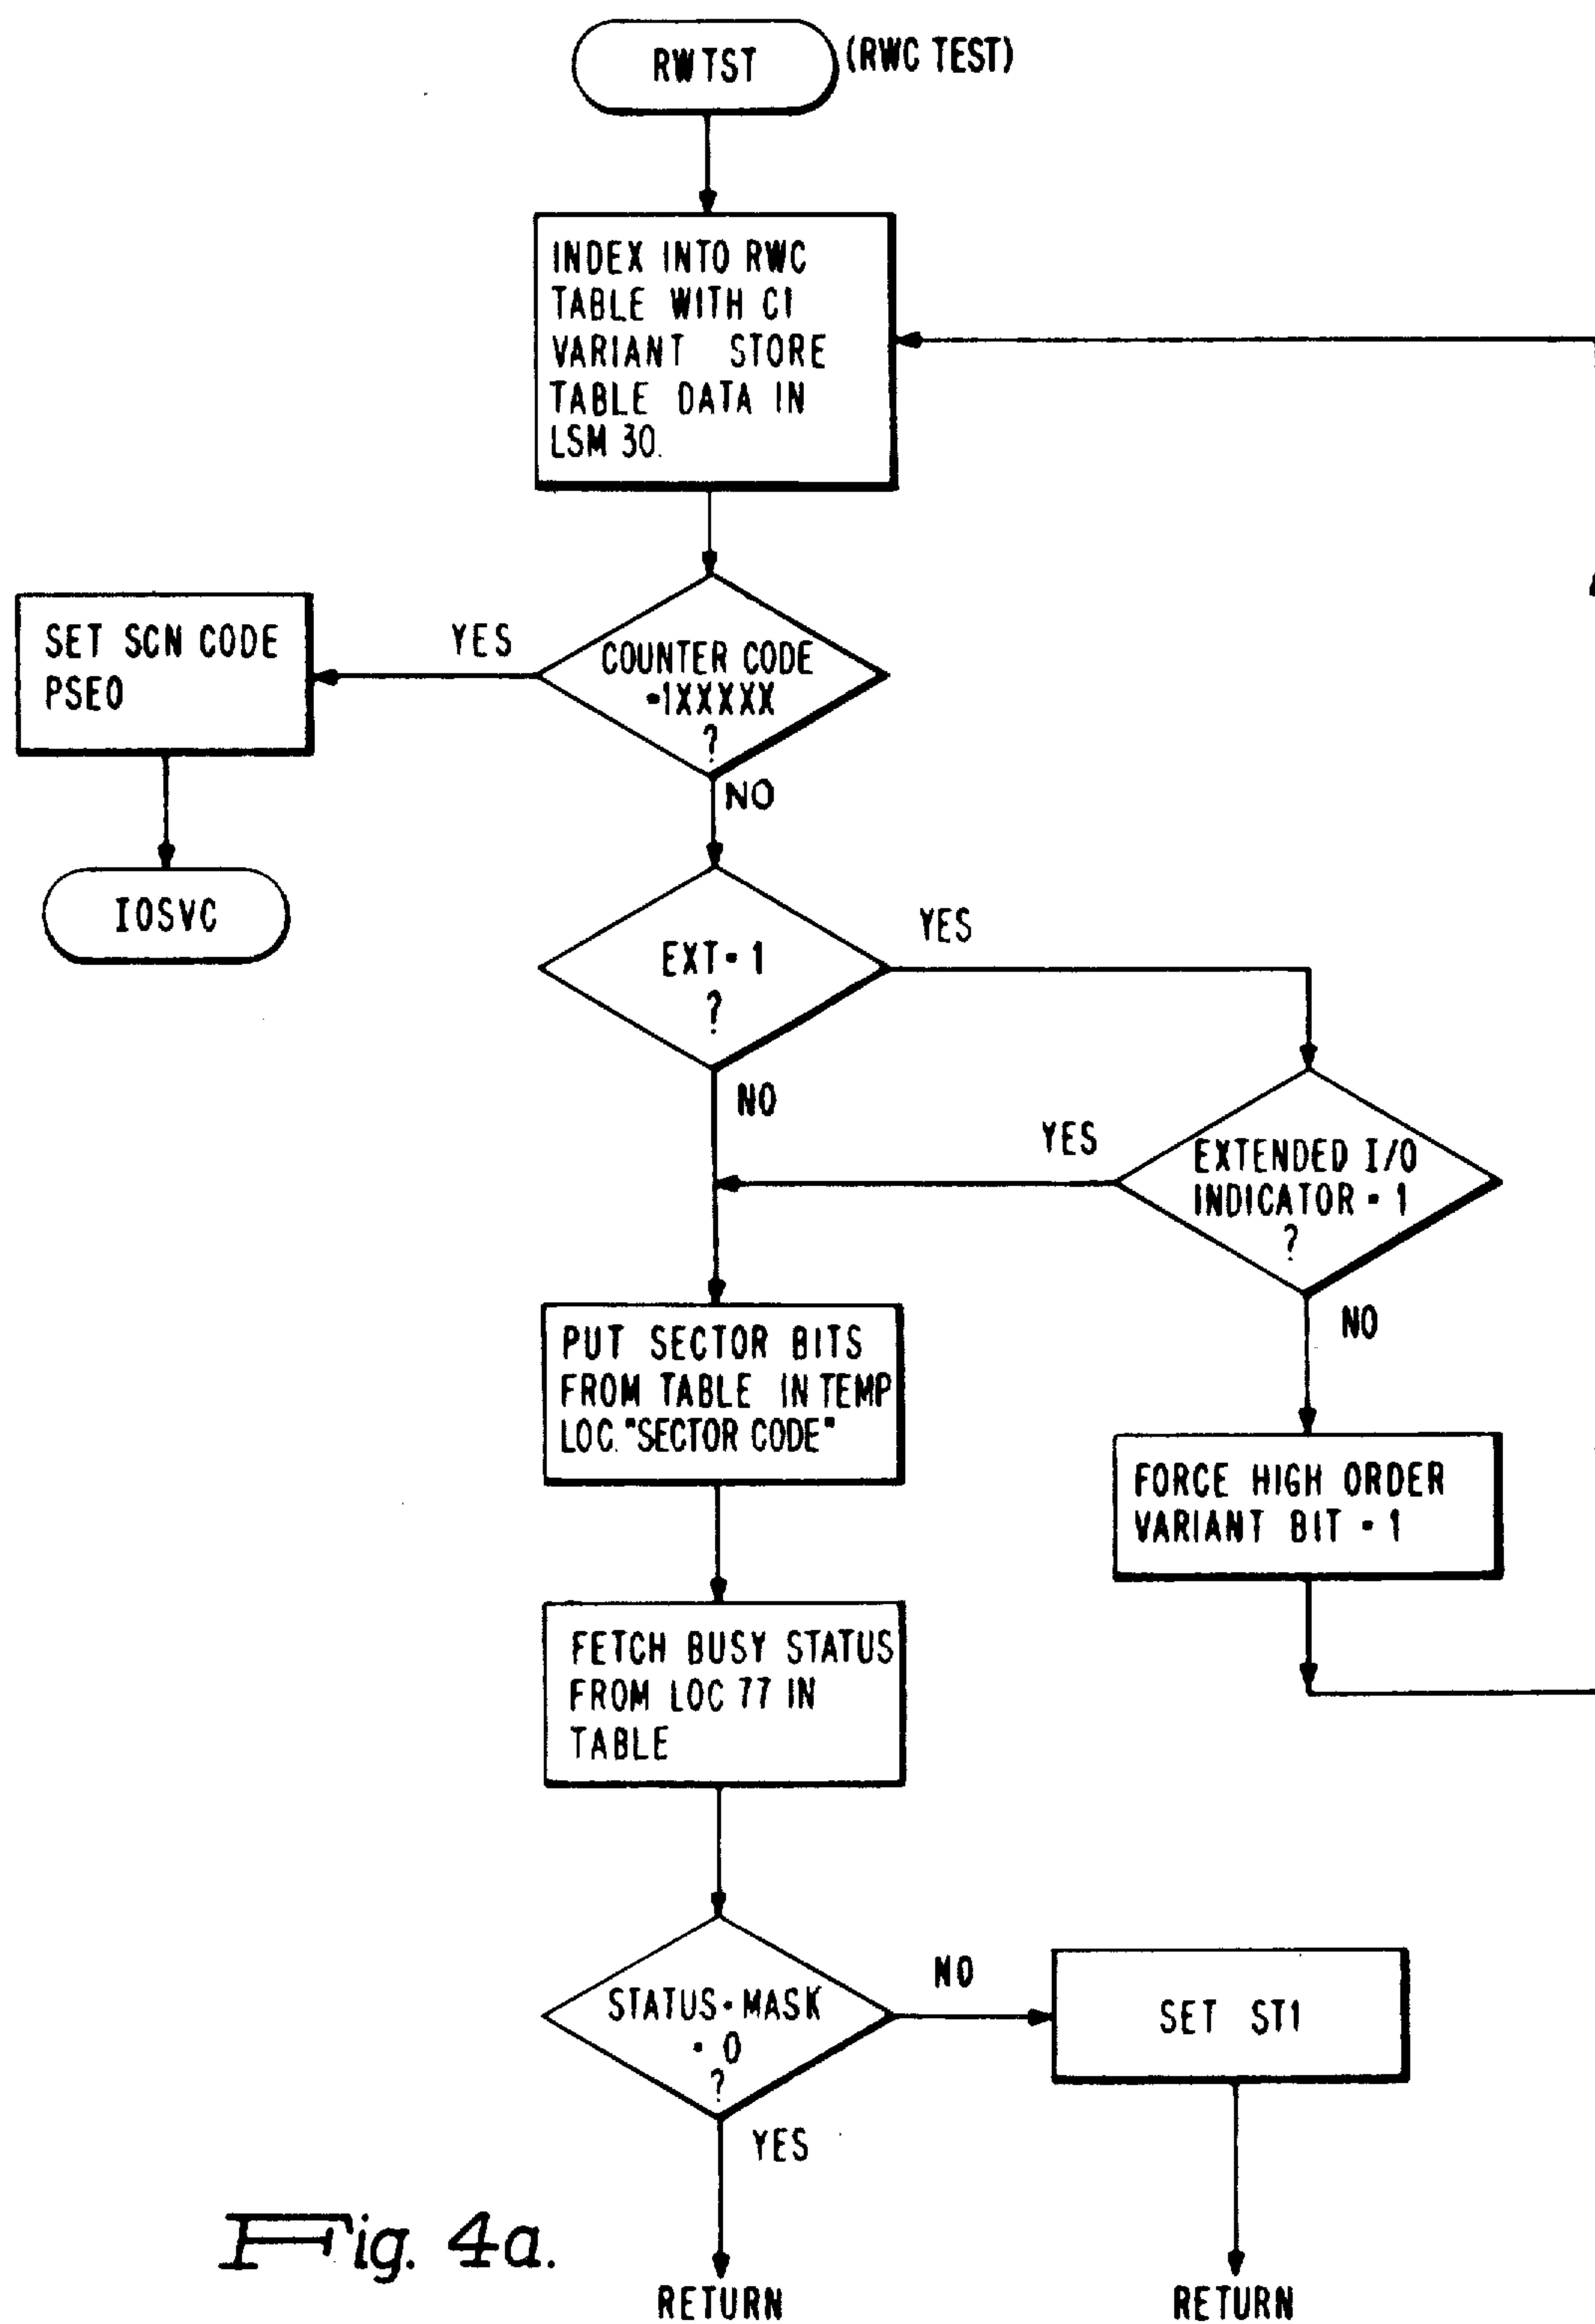 RWTST
(RWC TEST)
INDEX INTO RWC
TABLE WITH C1
VARIANT STORE
TABLE DATA IN
LSM 30.
COUNTER CODE
=1XXXXX
?
YES
NO
SET SCN CODE
PSE0
IOSVC
EXT=1
?
YES
NO
EXTENDED I/O
INDICATOR = 1
?
YES
NO
PUT SECTOR BITS
FROM TABLE IN TEMP
LOC. "SECTOR CODE"
FORCE HIGH ORDER
VARIANT BIT = 1
FETCH BUSY STATUS
FROM LOC 77 IN
TABLE
STATUS·MASK
= 0
?
NO
YES
SET ST1
Fig. 4a.
RETURN
RETURN